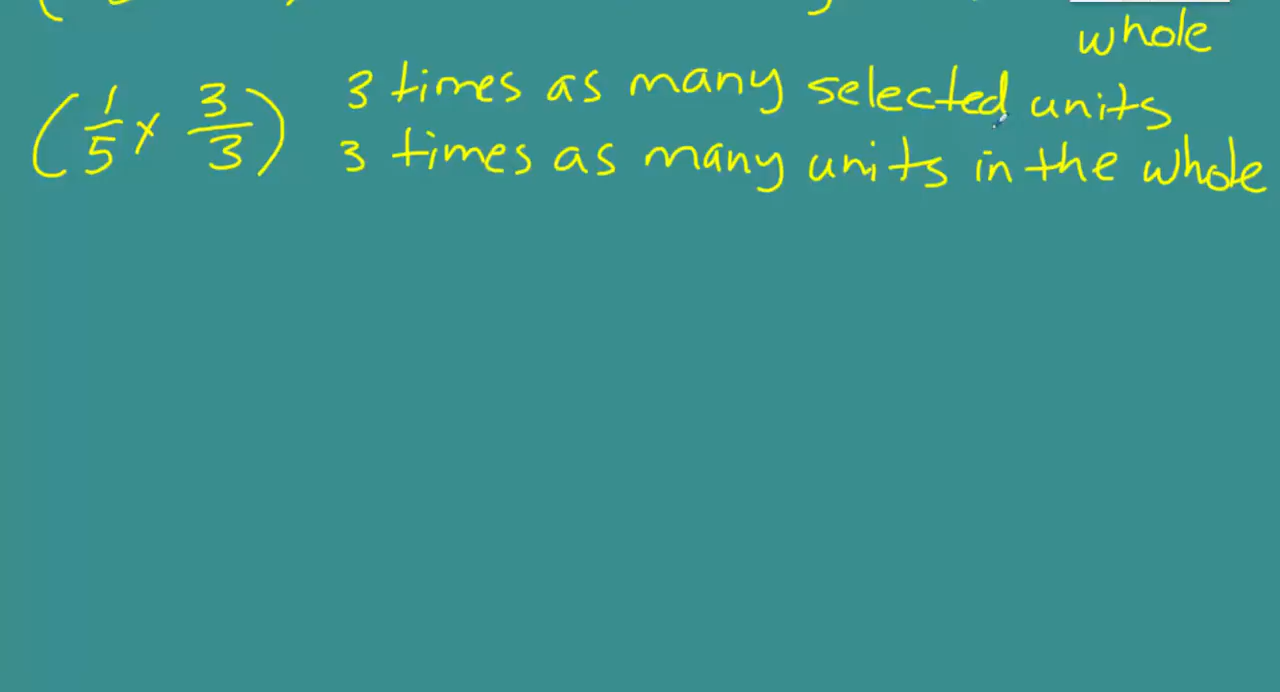 whole
(1/5 x 3/3) 3 times as many selected units
3 times as many units in the whole